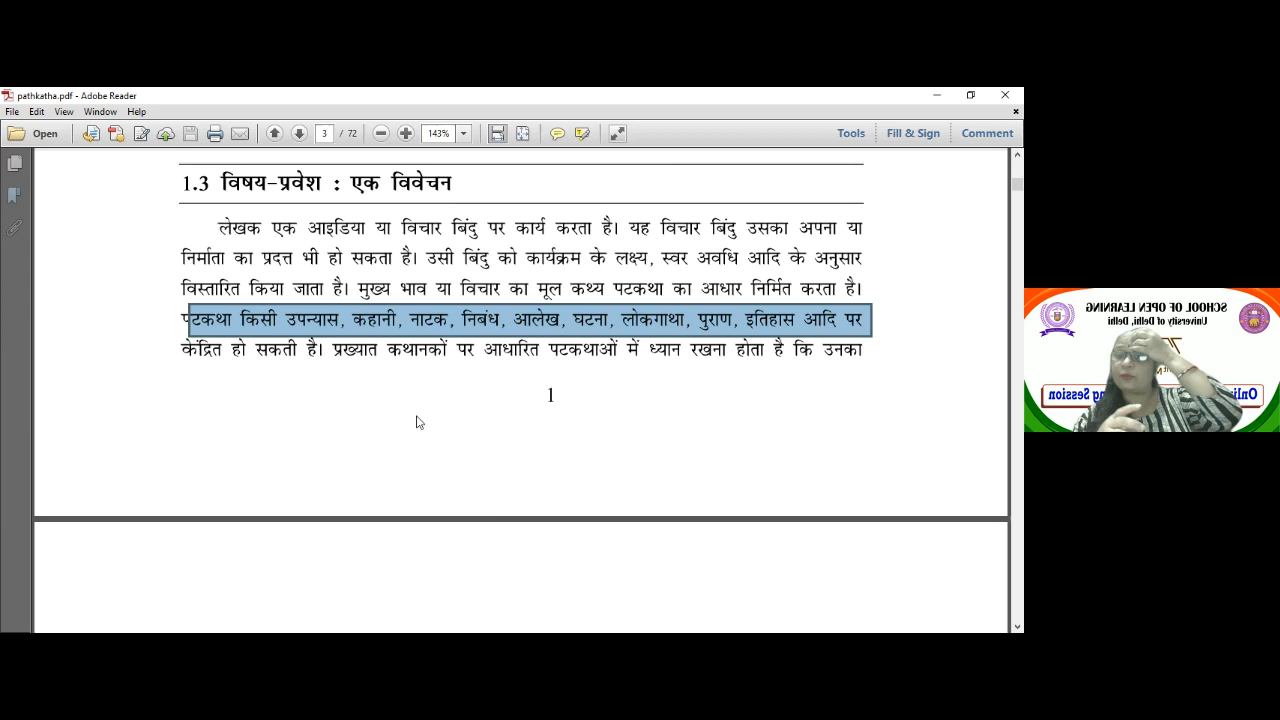 pathkatha.pdf - Adobe Reader
File Edit View Window Help
Open 3 / 72 143% Tools Fill & Sign Comment
1.3 विषय-प्रवेश : एक विवेचन
लेखक एक आइडिया या विचार बिंदु पर कार्य करता है। यह विचार बिंदु उसका अपना या
निर्माता का प्रदत्त भी हो सकता है। उसी बिंदु को कार्यक्रम के लक्ष्य, स्वर अवधि आदि के अनुसार
विस्तारित किया जाता है। मुख्य भाव या विचार का मूल कथ्य पटकथा का आधार निर्मित करता है।
पटकथा किसी उपन्यास, कहानी, नाटक, निबंध, आलेख, घटना, लोकगाथा, पुराण, इतिहास आदि पर
केंद्रित हो सकती है। प्रख्यात कथानकों पर आधारित पटकथाओं में ध्यान रखना होता है कि उनका
1
SCHOOL OF OPEN LEARNING
University of Delhi, Delhi
Onli ng Session